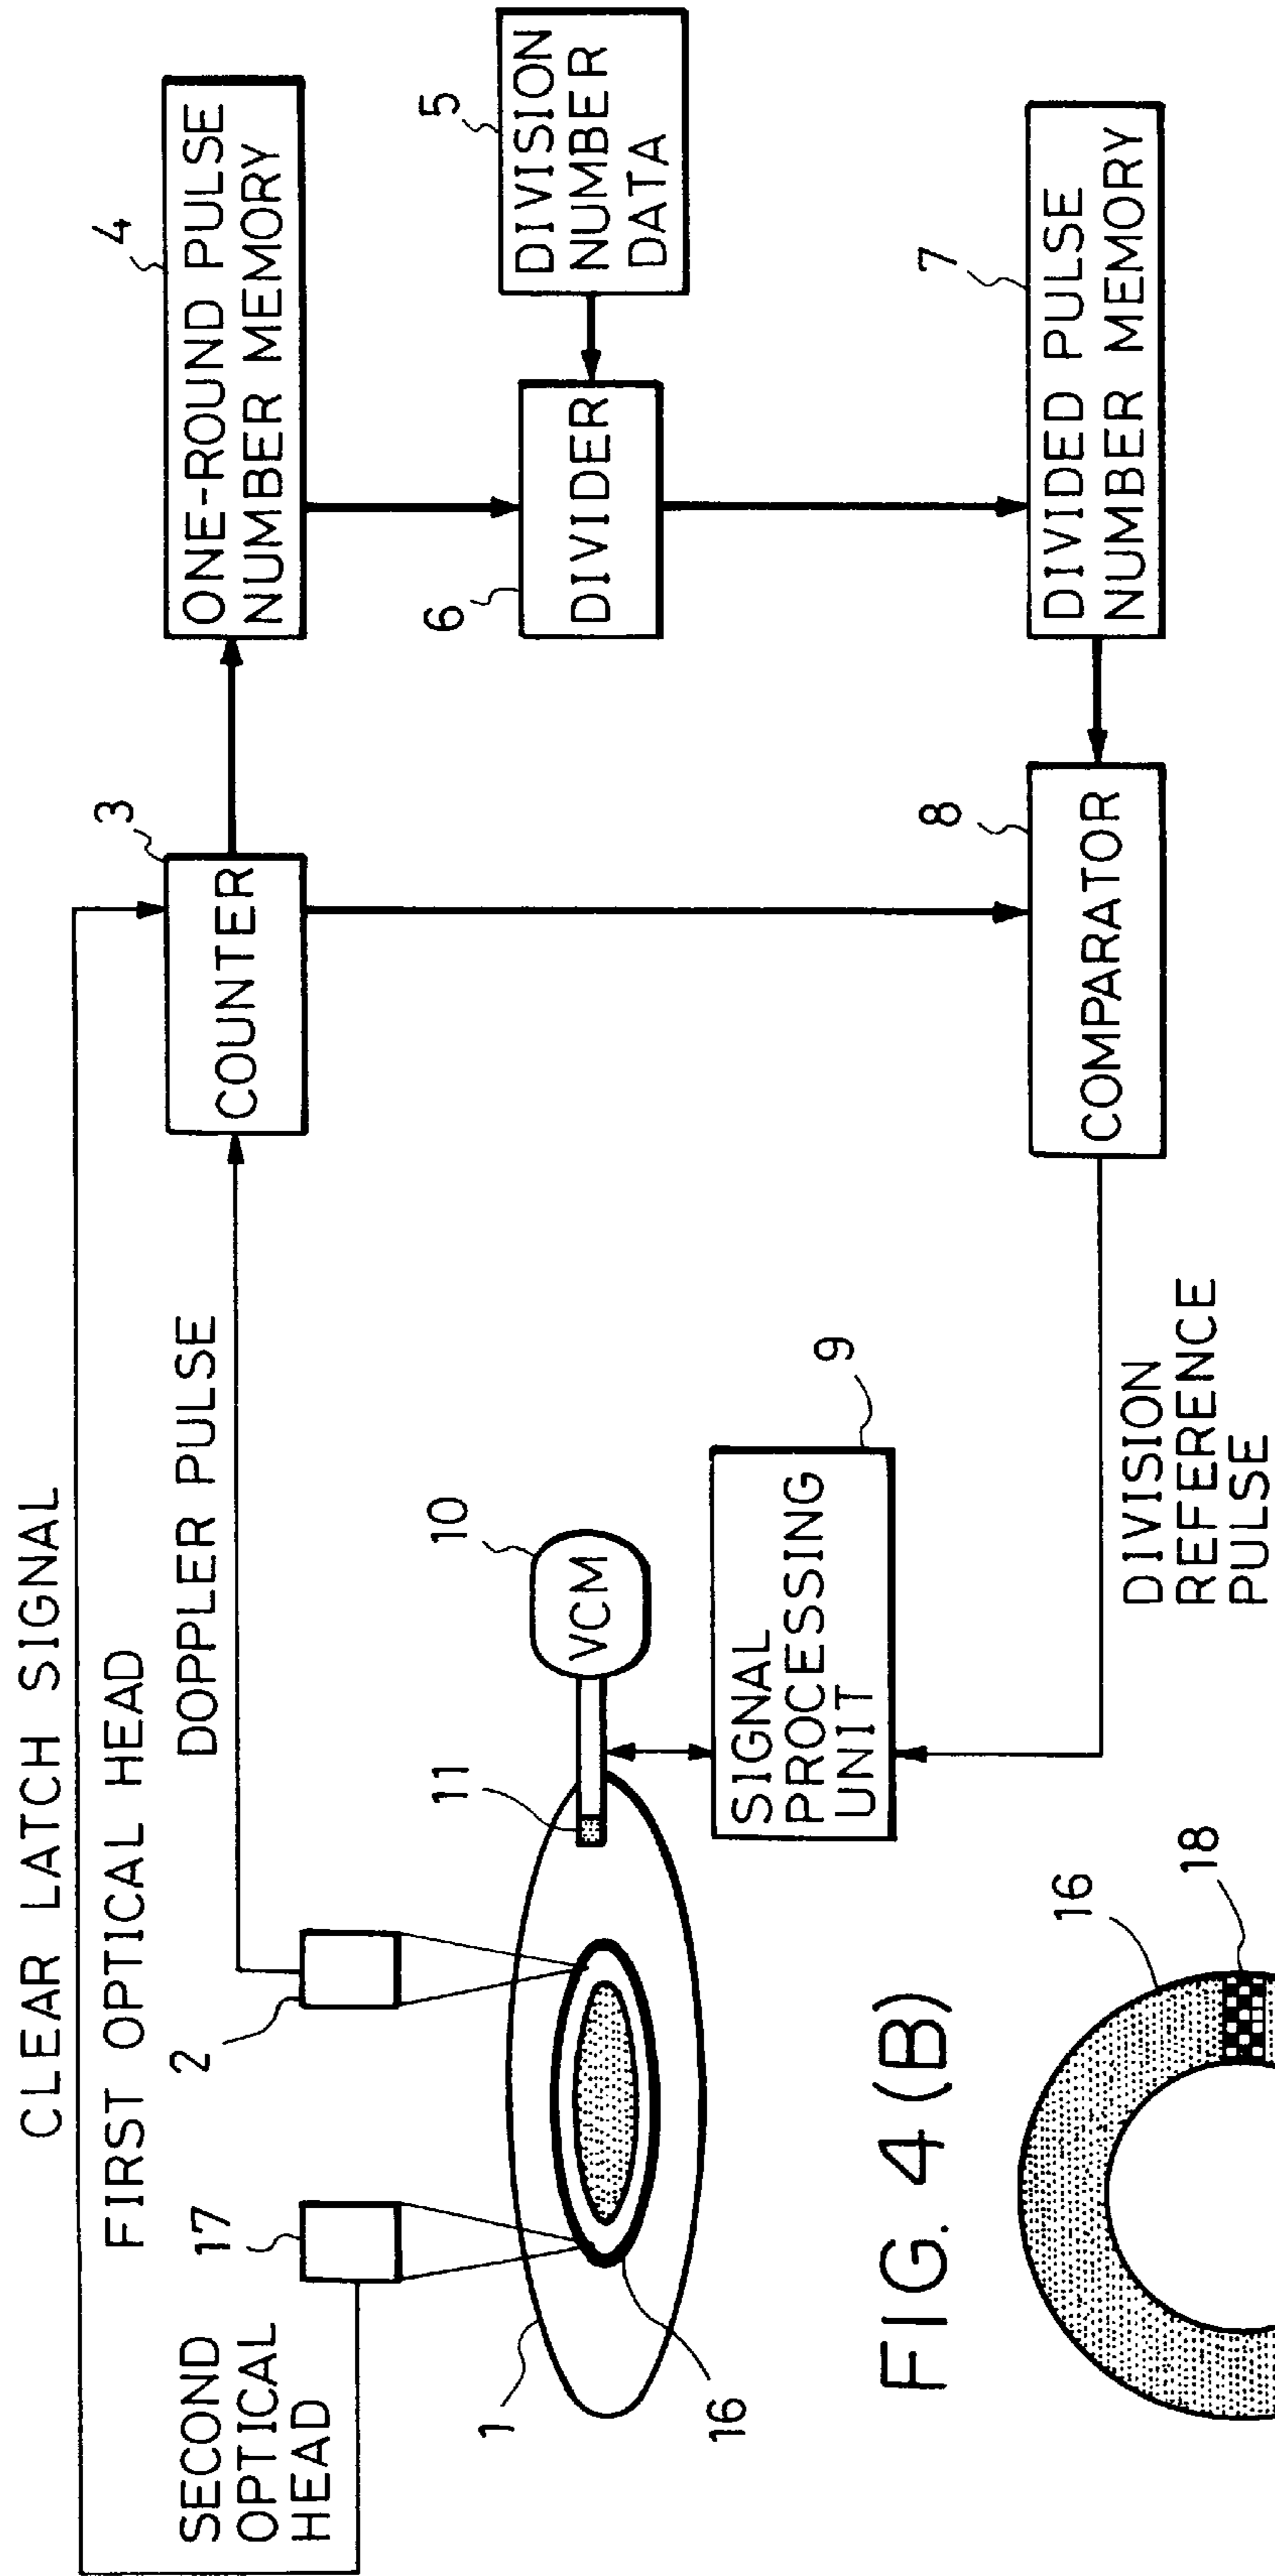 CLEAR LATCH SIGNAL
FIRST OPTICAL HEAD
SECOND
OPTICAL
HEAD
17
2
DOPPLER PULSE
3
COUNTER
4
ONE-ROUND PULSE
NUMBER MEMORY
5
DIVISION
NUMBER
DATA
6
DIVIDER
7
DIVIDED PULSE
NUMBER MEMORY
8
COMPARATOR
1
16
11
10
VCM
9
SIGNAL
PROCESSING
UNIT
DIVISION
REFERENCE
PULSE
FIG. 4 (B)
16
18